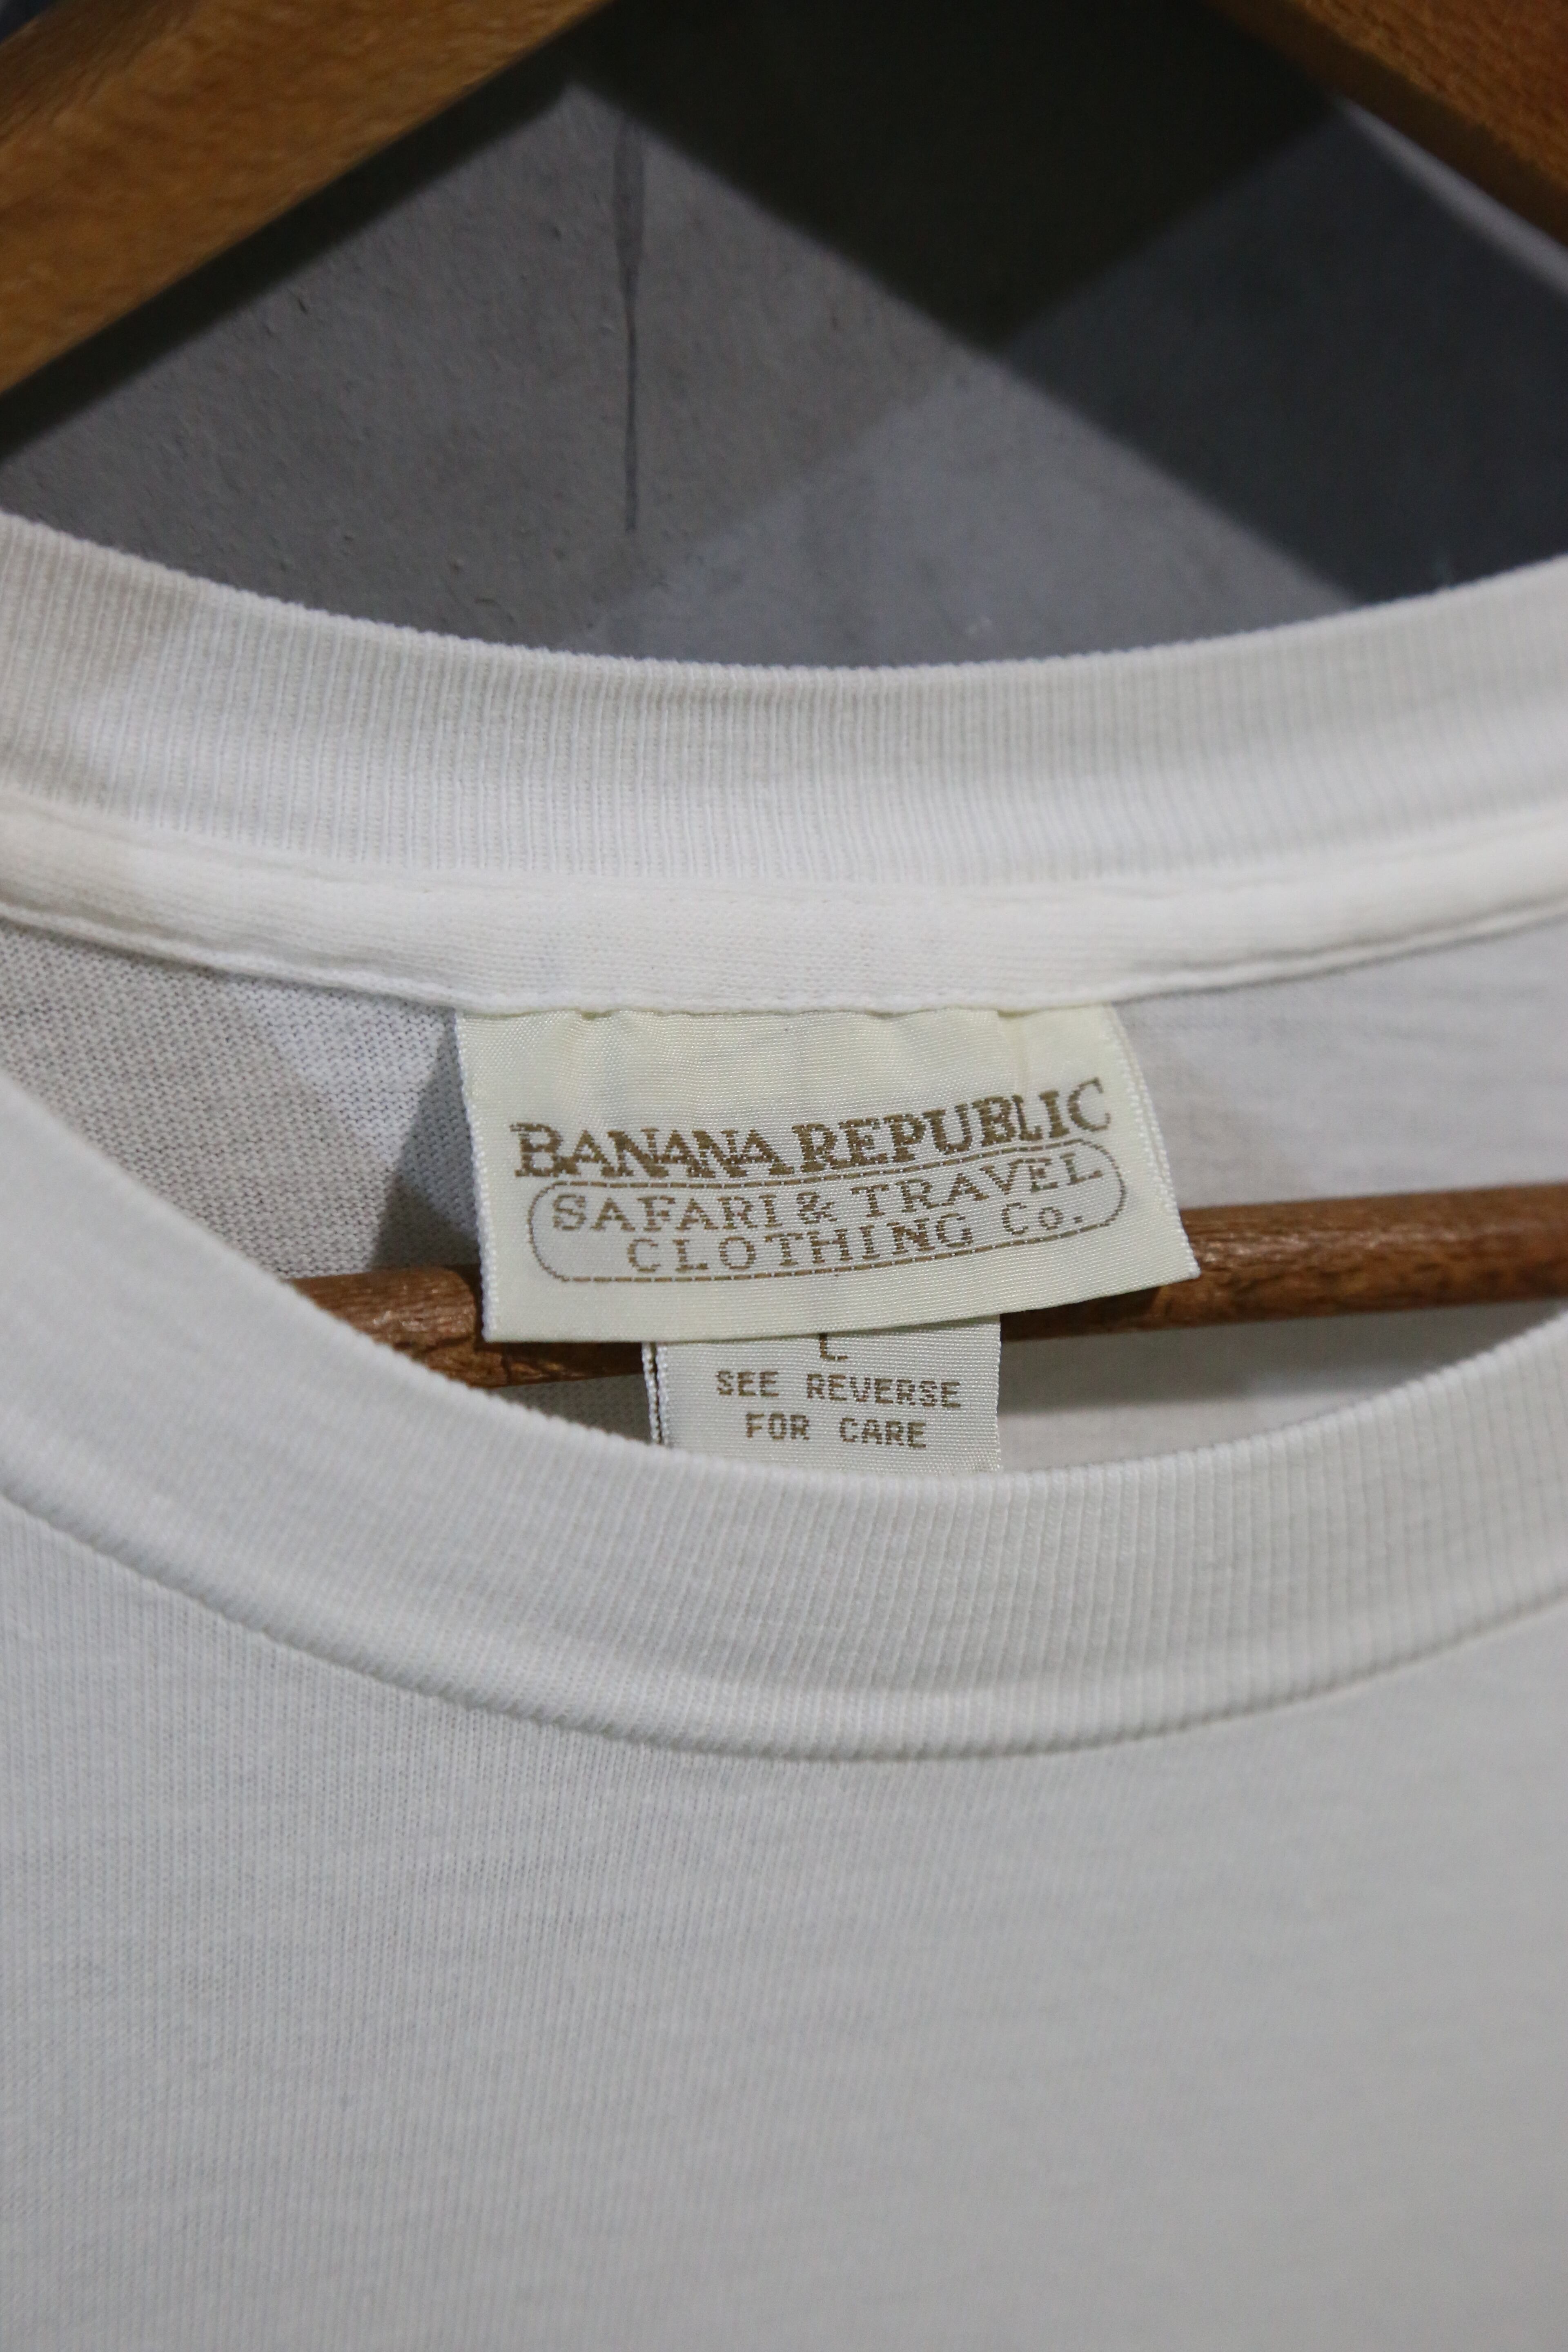 BANANA REPUBLIC
SAFARI & TRAVEL
CLOTHING Co.
L
SEE REVERSE
FOR CARE